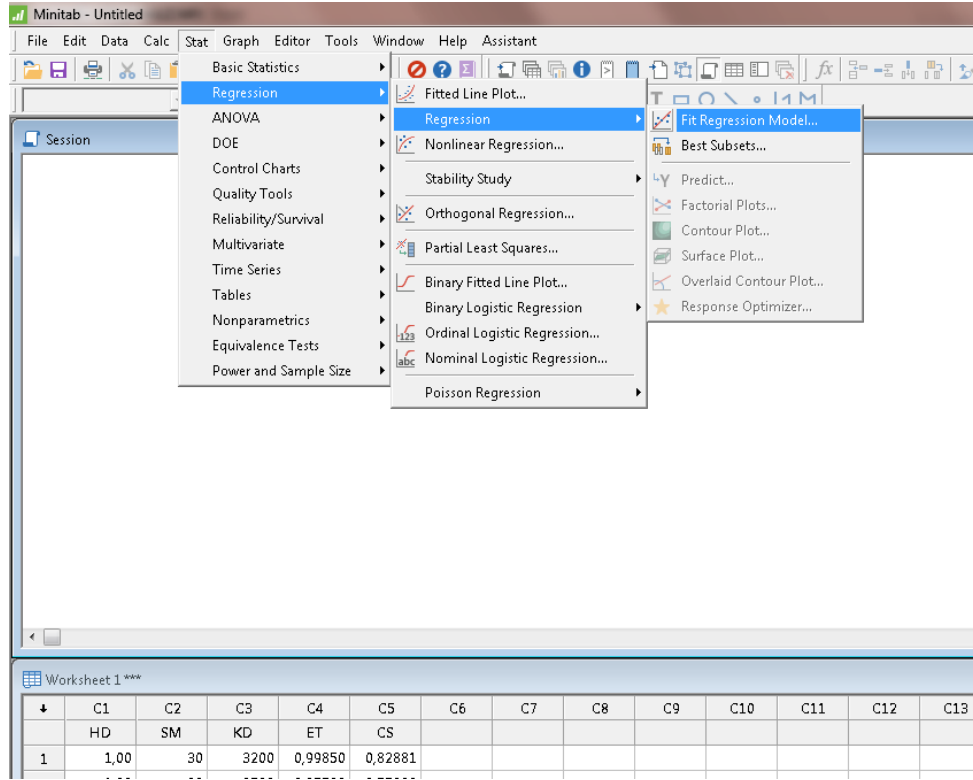 Minitab - Untitled
File Edit Data Calc Stat Graph Editor Tools Window Help Assistant
Basic Statistics
Regression
ANOVA
DOE
Control Charts
Quality Tools
Reliability/Survival
Multivariate
Time Series
Tables
Nonparametrics
Equivalence Tests
Power and Sample Size
Fitted Line Plot...
Regression
Nonlinear Regression...
Stability Study
Orthogonal Regression...
Partial Least Squares...
Binary Fitted Line Plot...
Binary Logistic Regression
Ordinal Logistic Regression...
Nominal Logistic Regression...
Poisson Regression
Fit Regression Model...
Best Subsets...
Predict...
Factorial Plots...
Contour Plot...
Surface Plot...
Overlaid Contour Plot...
Response Optimizer...
Session
Worksheet 1 ***
C1 C2 C3 C4 C5 C6 C7 C8 C9 C10 C11 C12 C13
HD SM KD ET CS
1 1,00 30 3200 0,99850 0,82881